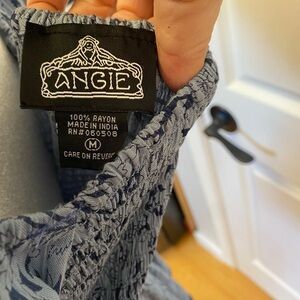 ANGIE
100% RAYON
MADE IN INDIA
RN#060508
M
CARE ON REVERSE